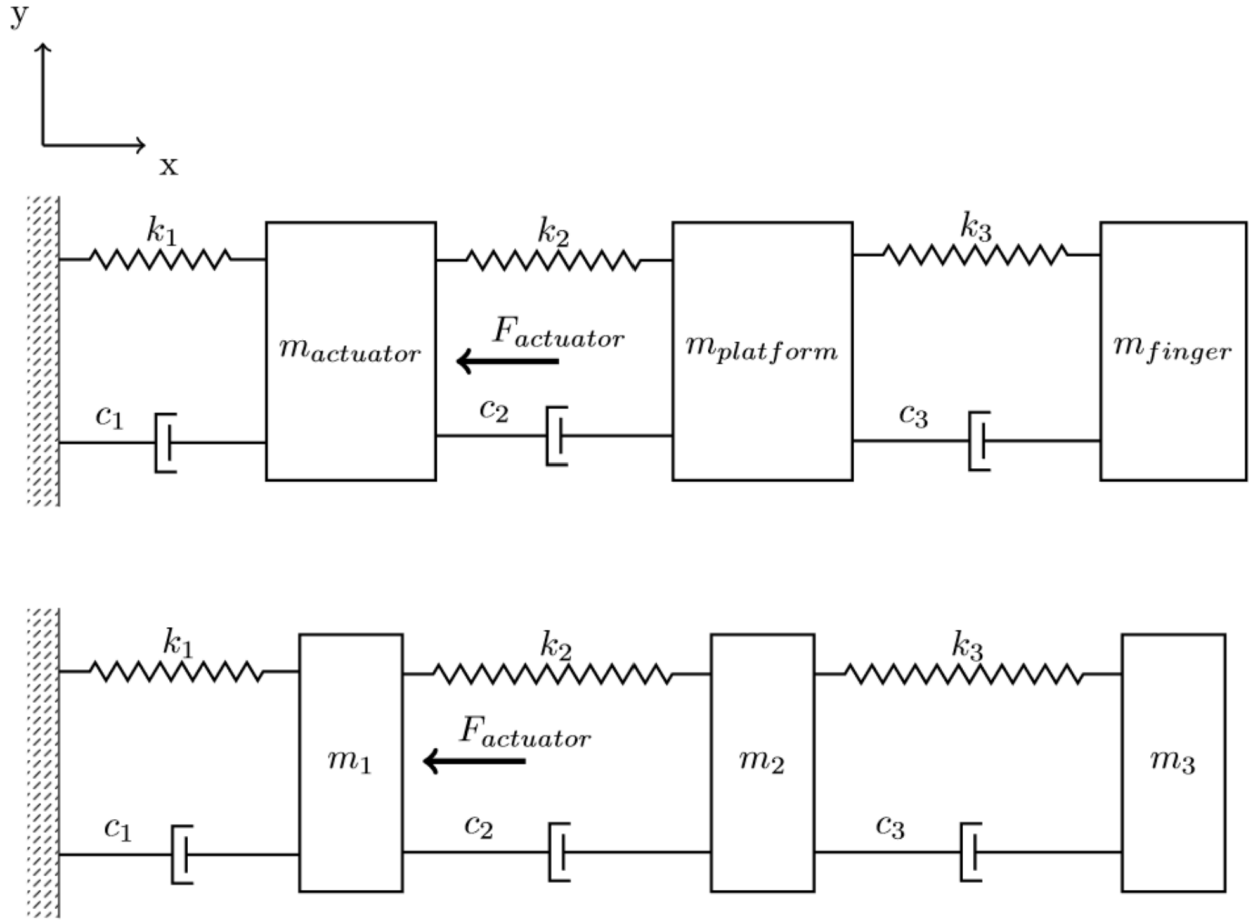 y
x
k₁ k₂ k₃
F_actuator
m_actuator m_platform m_finger
c₁ c₂ c₃
k₁ k₂ k₃
F_actuator
m₁ m₂ m₃
c₁ c₂ c₃